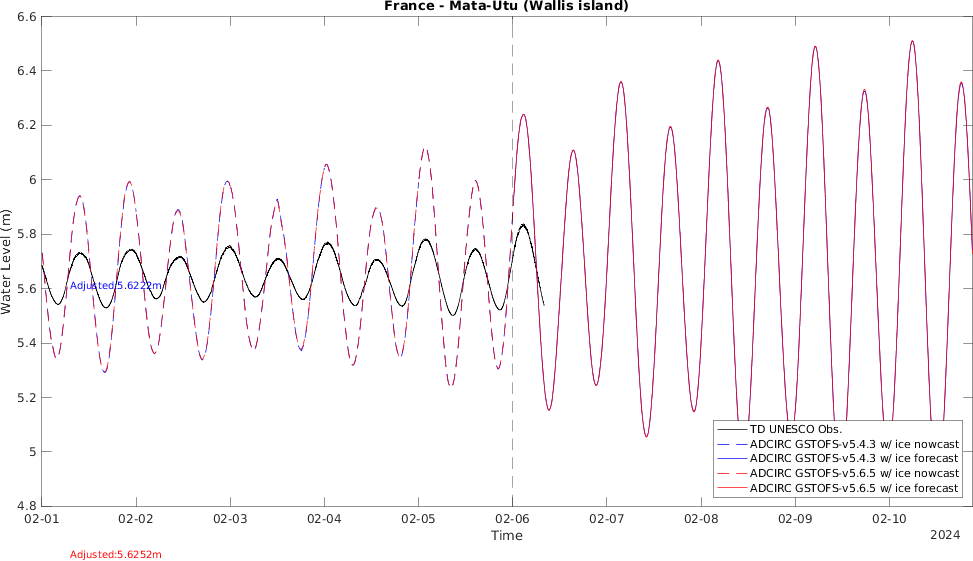 France - Mata-Utu (Wallis island)
Water Level (m)
6.6
6.4
6.2
6
5.8
5.6
5.4
5.2
5
4.8
Adjusted:5.6222m
TD UNESCO Obs.
ADCIRC GSTOFS-v5.4.3 w/ ice nowcast
ADCIRC GSTOFS-v5.4.3 w/ ice forecast
ADCIRC GSTOFS-v5.6.5 w/ ice nowcast
ADCIRC GSTOFS-v5.6.5 w/ ice forecast
02-01 02-02 02-03 02-04 02-05 02-06 02-07 02-08 02-09 02-10
Time
2024
Adjusted:5.6252m